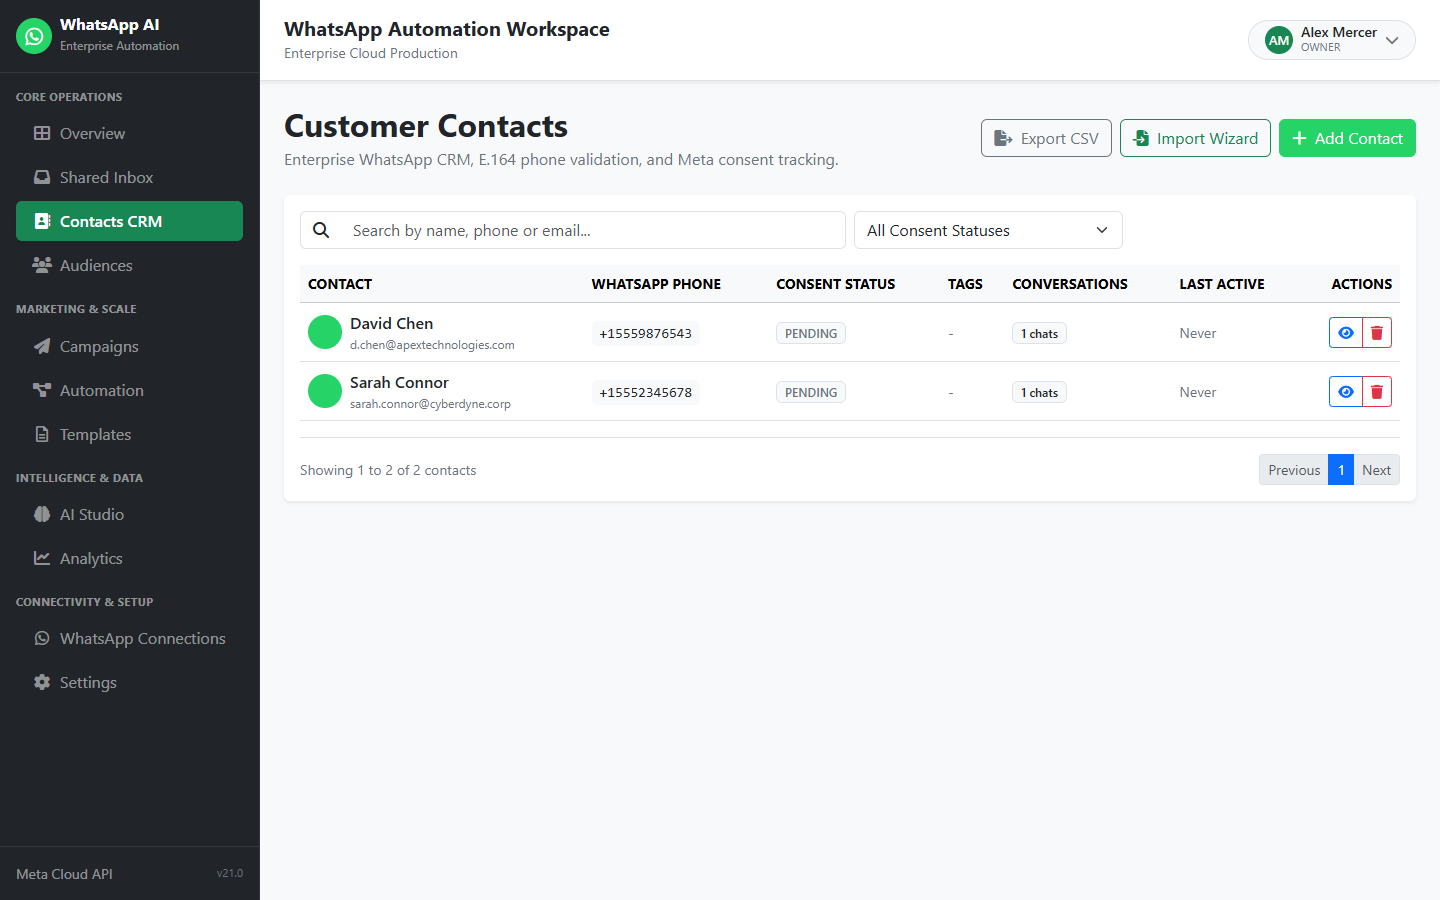 WhatsApp AI
Enterprise Automation
CORE OPERATIONS
Overview
Shared Inbox
Contacts CRM
Audiences
MARKETING & SCALE
Campaigns
Automation
Templates
INTELLIGENCE & DATA
AI Studio
Analytics
CONNECTIVITY & SETUP
WhatsApp Connections
Settings
Meta Cloud API v21.0
WhatsApp Automation Workspace
Enterprise Cloud Production
AM Alex Mercer
OWNER
Customer Contacts
Enterprise WhatsApp CRM, E.164 phone validation, and Meta consent tracking.
Export CSV Import Wizard Add Contact
Search by name, phone or email... All Consent Statuses
CONTACT WHATSAPP PHONE CONSENT STATUS TAGS CONVERSATIONS LAST ACTIVE ACTIONS
David Chen
d.chen@apextechnologies.com
+15559876543 PENDING - 1 chats Never
Sarah Connor
sarah.connor@cyberdyne.corp
+15552345678 PENDING - 1 chats Never
Showing 1 to 2 of 2 contacts
Previous 1 Next